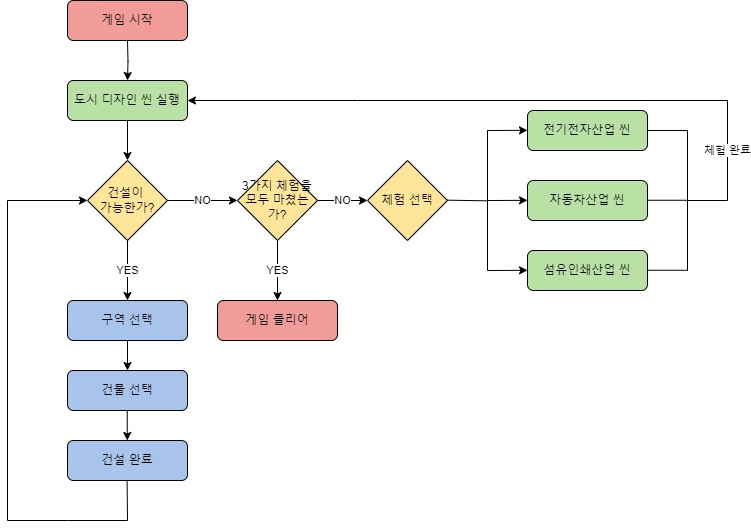 게임 시작
도시 디자인 씬 실행
전기전자산업 씬
체험 완료
건설이
가능한가?
NO
3가지 체험을
모두 마쳤는
가?
NO
체험 선택
자동차산업 씬
YES
YES
섬유인쇄산업 씬
구역 선택
게임 클리어
건물 선택
건설 완료